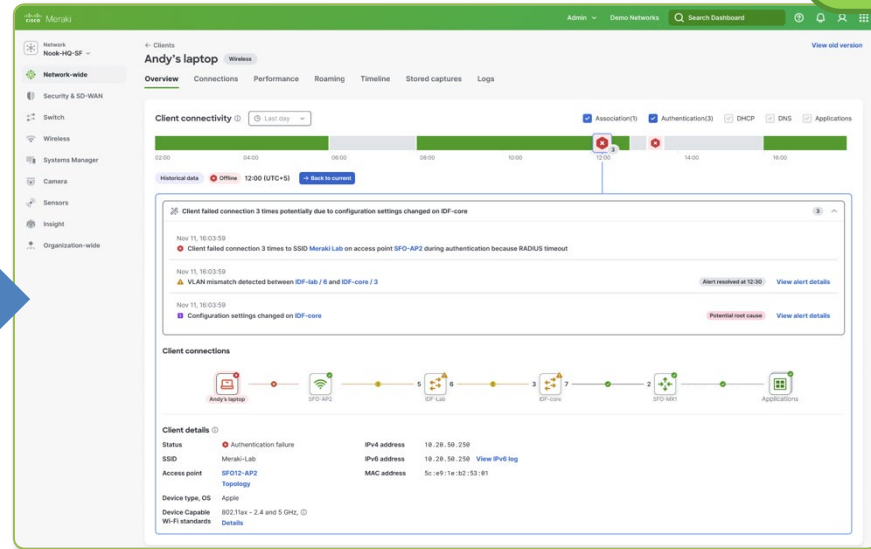 cisco Meraki
Admin Demo Networks Search Dashboard
Network
Nook-HQ-SF
Network-wide
Security & SD-WAN
Switch
Wireless
Systems Manager
Camera
Sensors
Insight
Organization-wide
← Clients
View old version
Andy's laptop Wireless
Overview Connections Performance Roaming Timeline Stored captures Logs
Client connectivity Last day Association(1) Authentication(3) DHCP DNS Applications
3
02:00 04:00 06:00 08:00 10:00 12:00 14:00 16:00
Historical data Offline 12:00 (UTC+5) → Back to current
Client failed connection 3 times potentially due to configuration settings changed on IDF-core 3
Nov 11, 16:03:59
Client failed connection 3 times to SSID Meraki Lab on access point SFO-AP2 during authentication because RADIUS timeout
Nov 11, 16:03:59
VLAN mismatch detected between IDF-lab / 6 and IDF-core / 3 Alert resolved at 12:30 View alert details
Nov 11, 16:03:59
Configuration settings changed on IDF-core Potential root cause View alert details
Client connections
5 6 3 7 2
Andy's laptop SFO-AP2 IDF-Lab IDF-core SFO-MX1 Applications
Client details
Status Authentication failure IPv4 address 10.20.50.250
SSID Meraki-Lab IPv6 address 10.20.50.250 View IPv6 log
Access point SFO12-AP2 MAC address 5c:e9:1e:b2:53:01
Topology
Device type, OS Apple
Device Capable 802.11ax - 2.4 and 5 GHz,
Wi-Fi standards Details